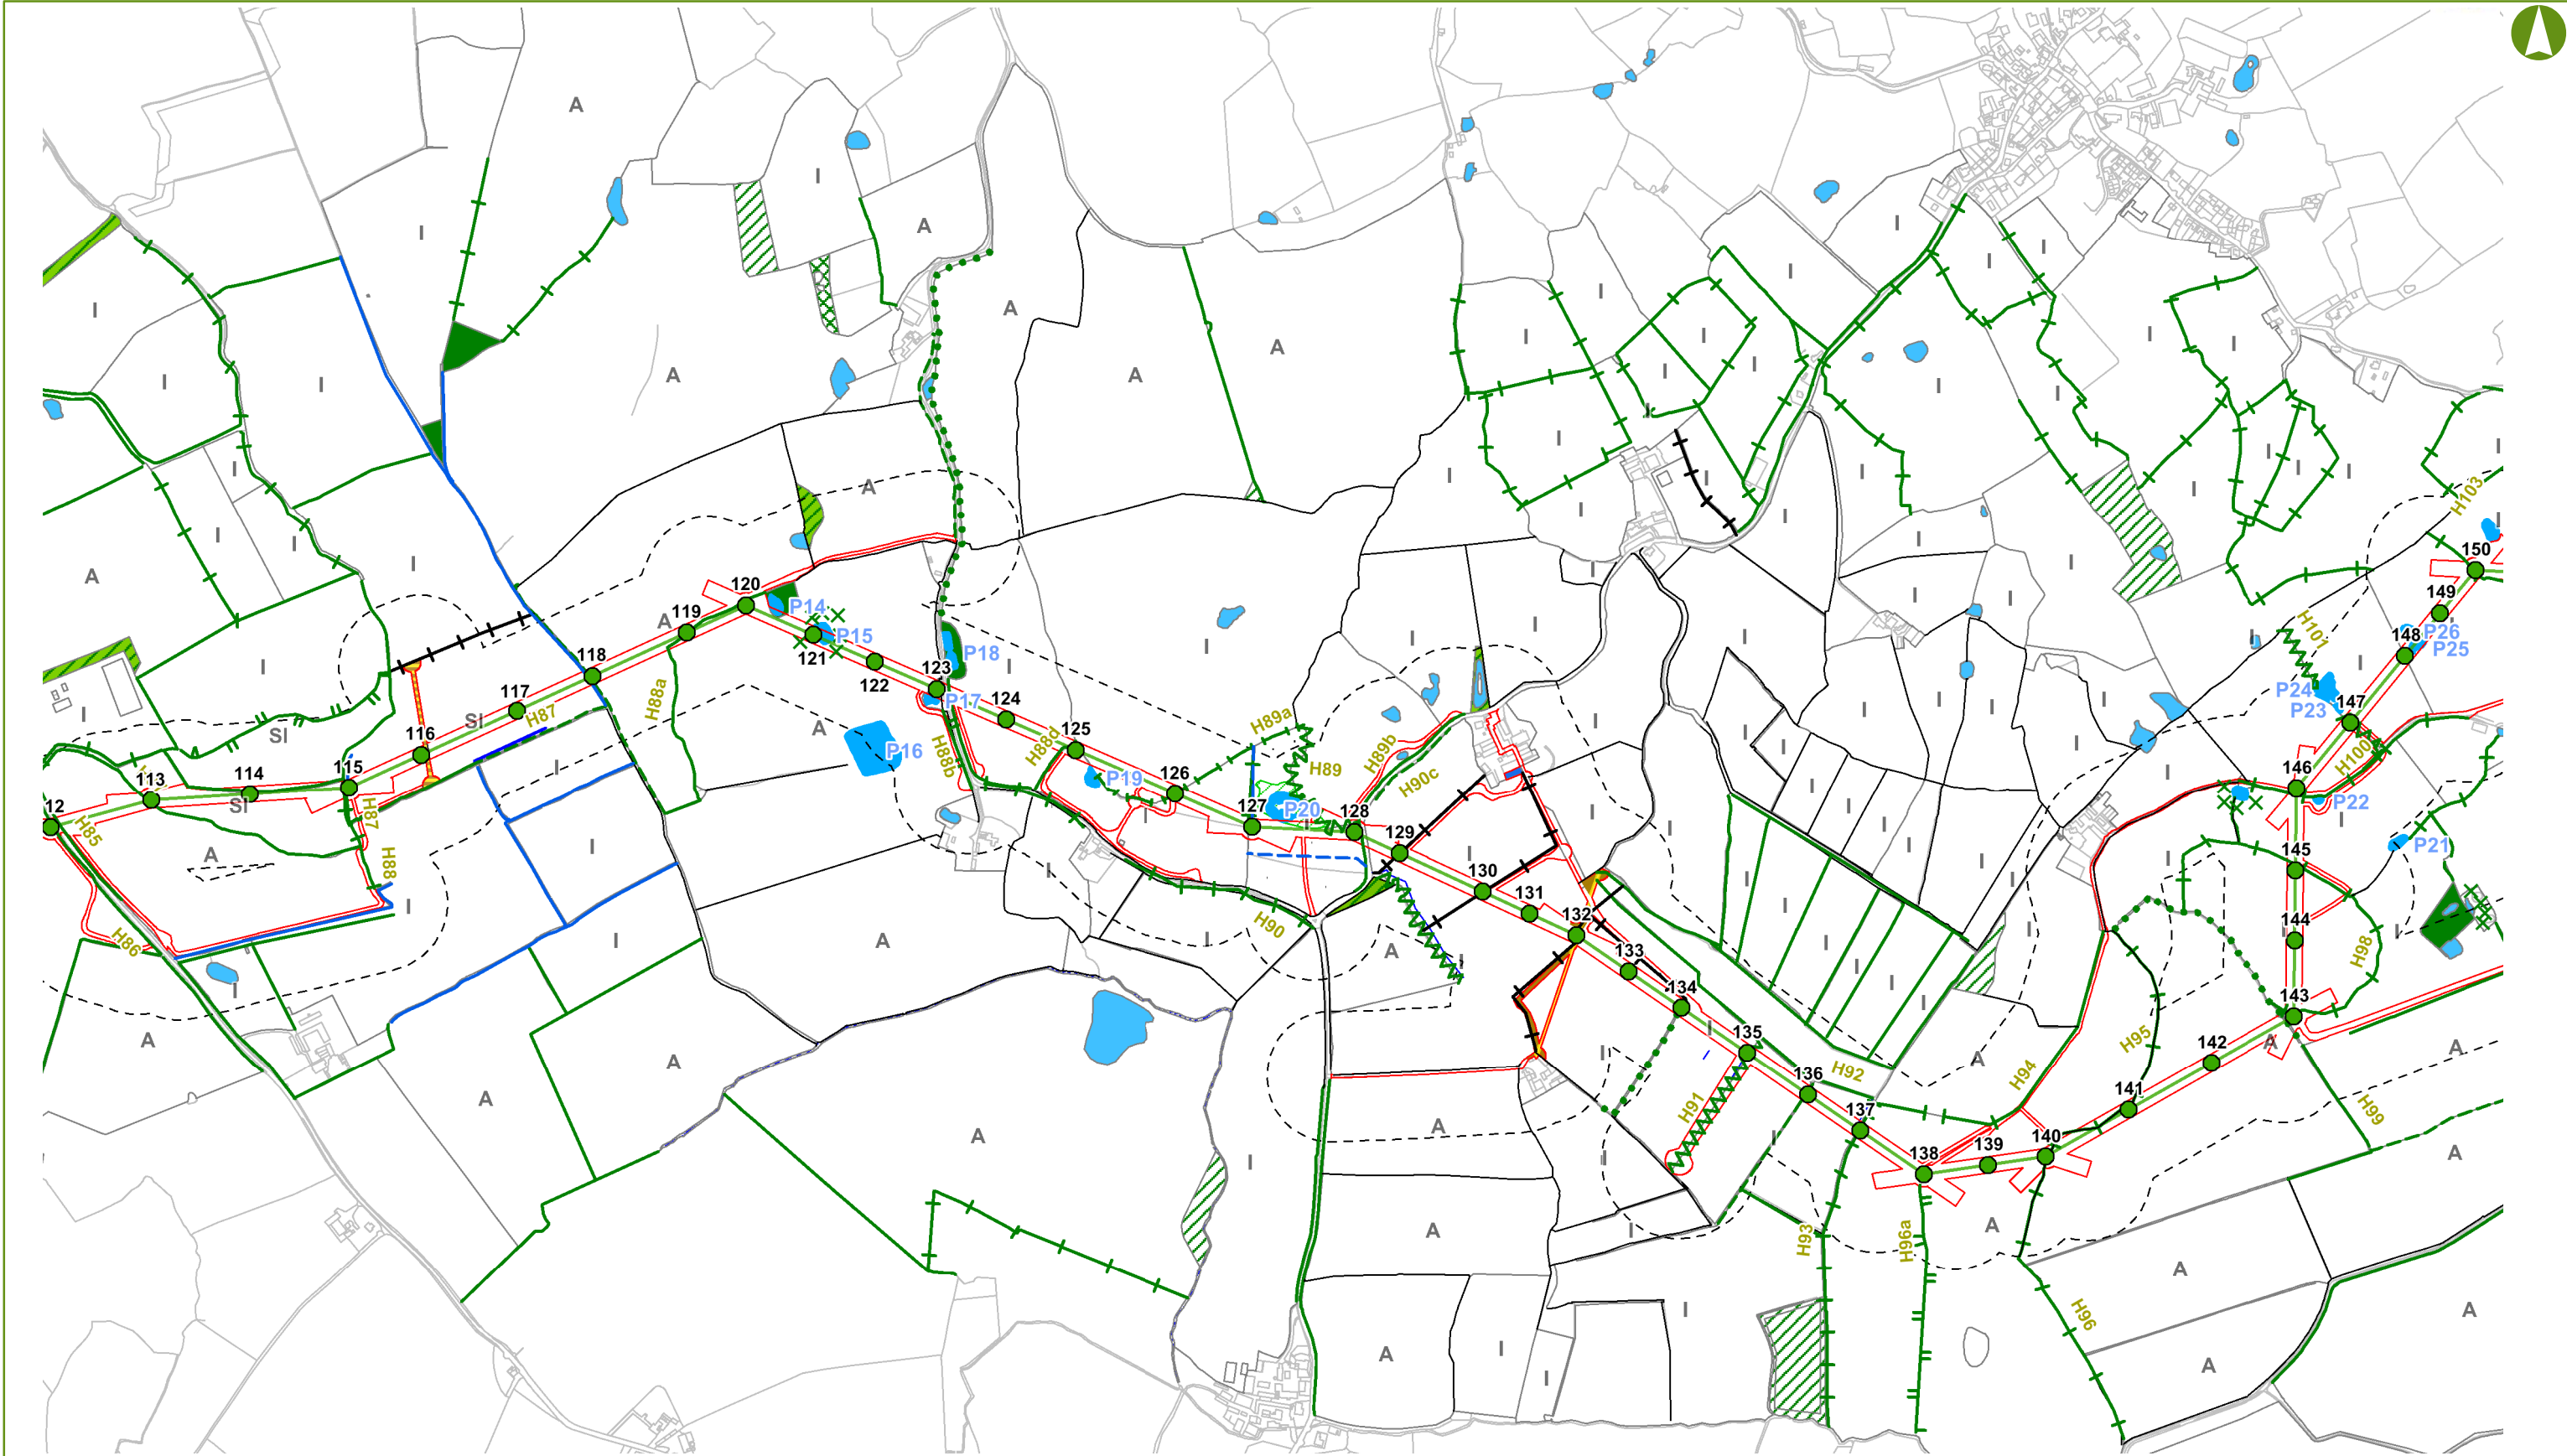 A
I
A
I
I
I
I
I
I
I
A
I
A
A
I
I
A
A
I
I
I
I
I
I
I
I
I
A
I
I
I
I
I
I
I
I
I
I
A
I
H103
I
I
I
I
I
A
I
I
I
I
150
149
120
P14
119
A
P15
121
118
122
123
P18
I
P17
124
125
I
H88a
H88b
H88d
P16
A
117
SI
H87
116
SI
I
I
115
114
SI
113
12
H85
H87
H88
A
I
H86
I
A
I
I
A
A
A
P19
126
H89a
H89
127
P20
128
H89b
H90c
129
I
I
I
H90
130
131
132
133
134
135
136
137
138
139
140
141
142
143
144
145
146
147
148
P26
P25
H101
P24
P23
H100
P22
P21
H98
H95
H94
H92
H91
H93
H96a
H96
H99
I
A
A
I
I
A
I
I
I
I
I
I
I
I
I
I
I
I
I
I
A
A
A
A
A
A
A
A
A
I
I
I
I
I
I
A